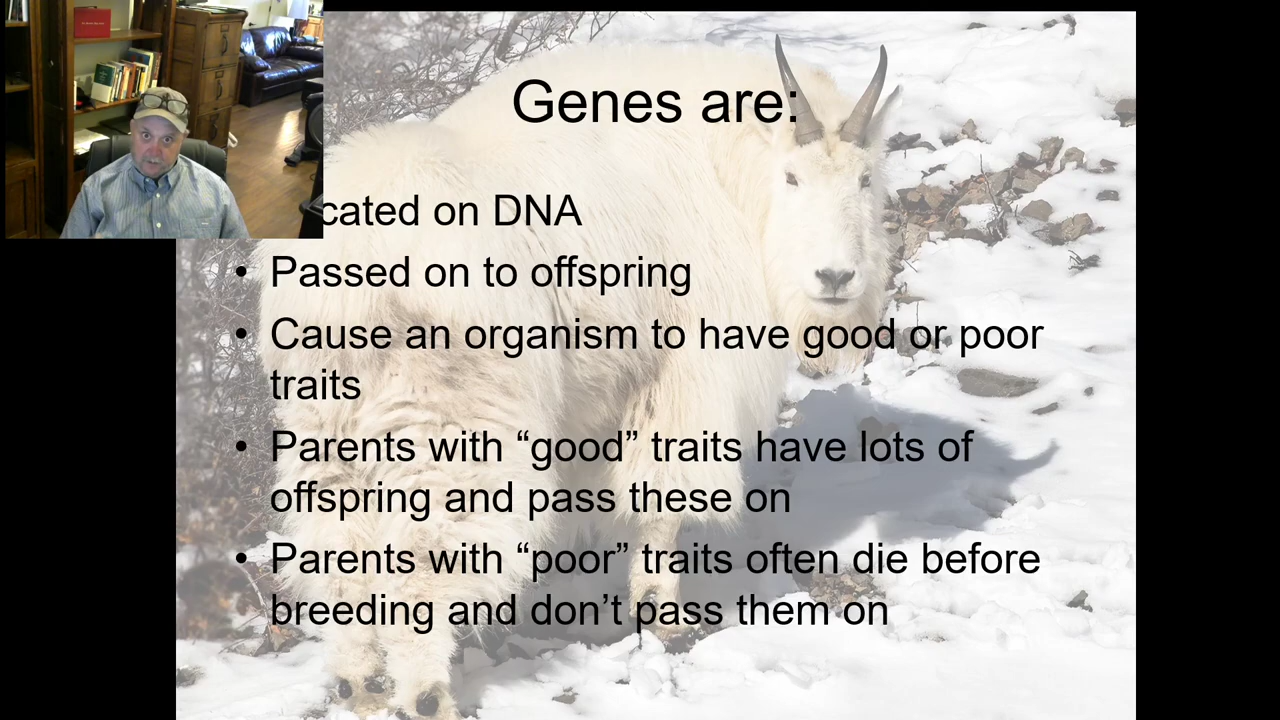 Genes are:
cated on DNA
• Passed on to offspring
• Cause an organism to have good or poor
traits
• Parents with “good” traits have lots of
offspring and pass these on
• Parents with “poor” traits often die before
breeding and don’t pass them on